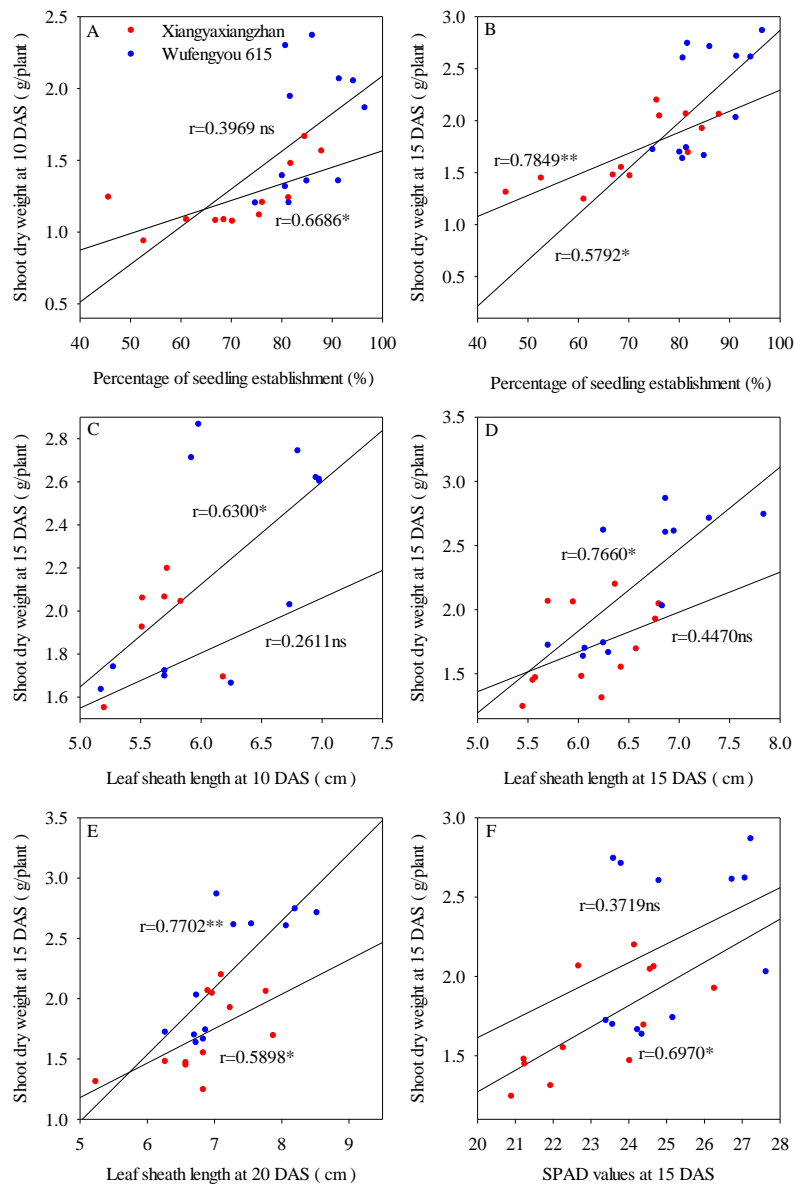 A
Xiangyaxiangzhan
Wufengyou 615
r=0.3969 ns
r=0.6686*
Shoot dry weight at 10 DAS ( g/plant )
2.5
2.0
1.5
1.0
0.5
40 50 60 70 80 90 100
Percentage of seedling establishment (%)
B
r=0.7849**
r=0.5792*
Shoot dry weight at 15 DAS ( g/plant )
3.0
2.5
2.0
1.5
1.0
0.5
40 50 60 70 80 90 100
Percentage of seedling establishment (%)
C
r=0.6300*
r=0.2611ns
Shoot dry weight at 15 DAS ( g/plant )
2.8
2.6
2.4
2.2
2.0
1.8
1.6
5.0 5.5 6.0 6.5 7.0 7.5
Leaf sheath length at 10 DAS ( cm )
D
r=0.7660*
r=0.4470ns
Shoot dry weight at 15 DAS ( g/plant )
3.5
3.0
2.5
2.0
1.5
5.0 5.5 6.0 6.5 7.0 7.5 8.0
Leaf sheath length at 15 DAS ( cm )
E
r=0.7702**
r=0.5898*
Shoot dry weight at 15 DAS ( g/plant )
3.5
3.0
2.5
2.0
1.5
1.0
5 6 7 8 9
Leaf sheath length at 20 DAS ( cm )
F
r=0.3719ns
r=0.6970*
Shoot dry weight at 15 DAS ( g/plant )
3.0
2.5
2.0
1.5
20 21 22 23 24 25 26 27 28
SPAD values at 15 DAS